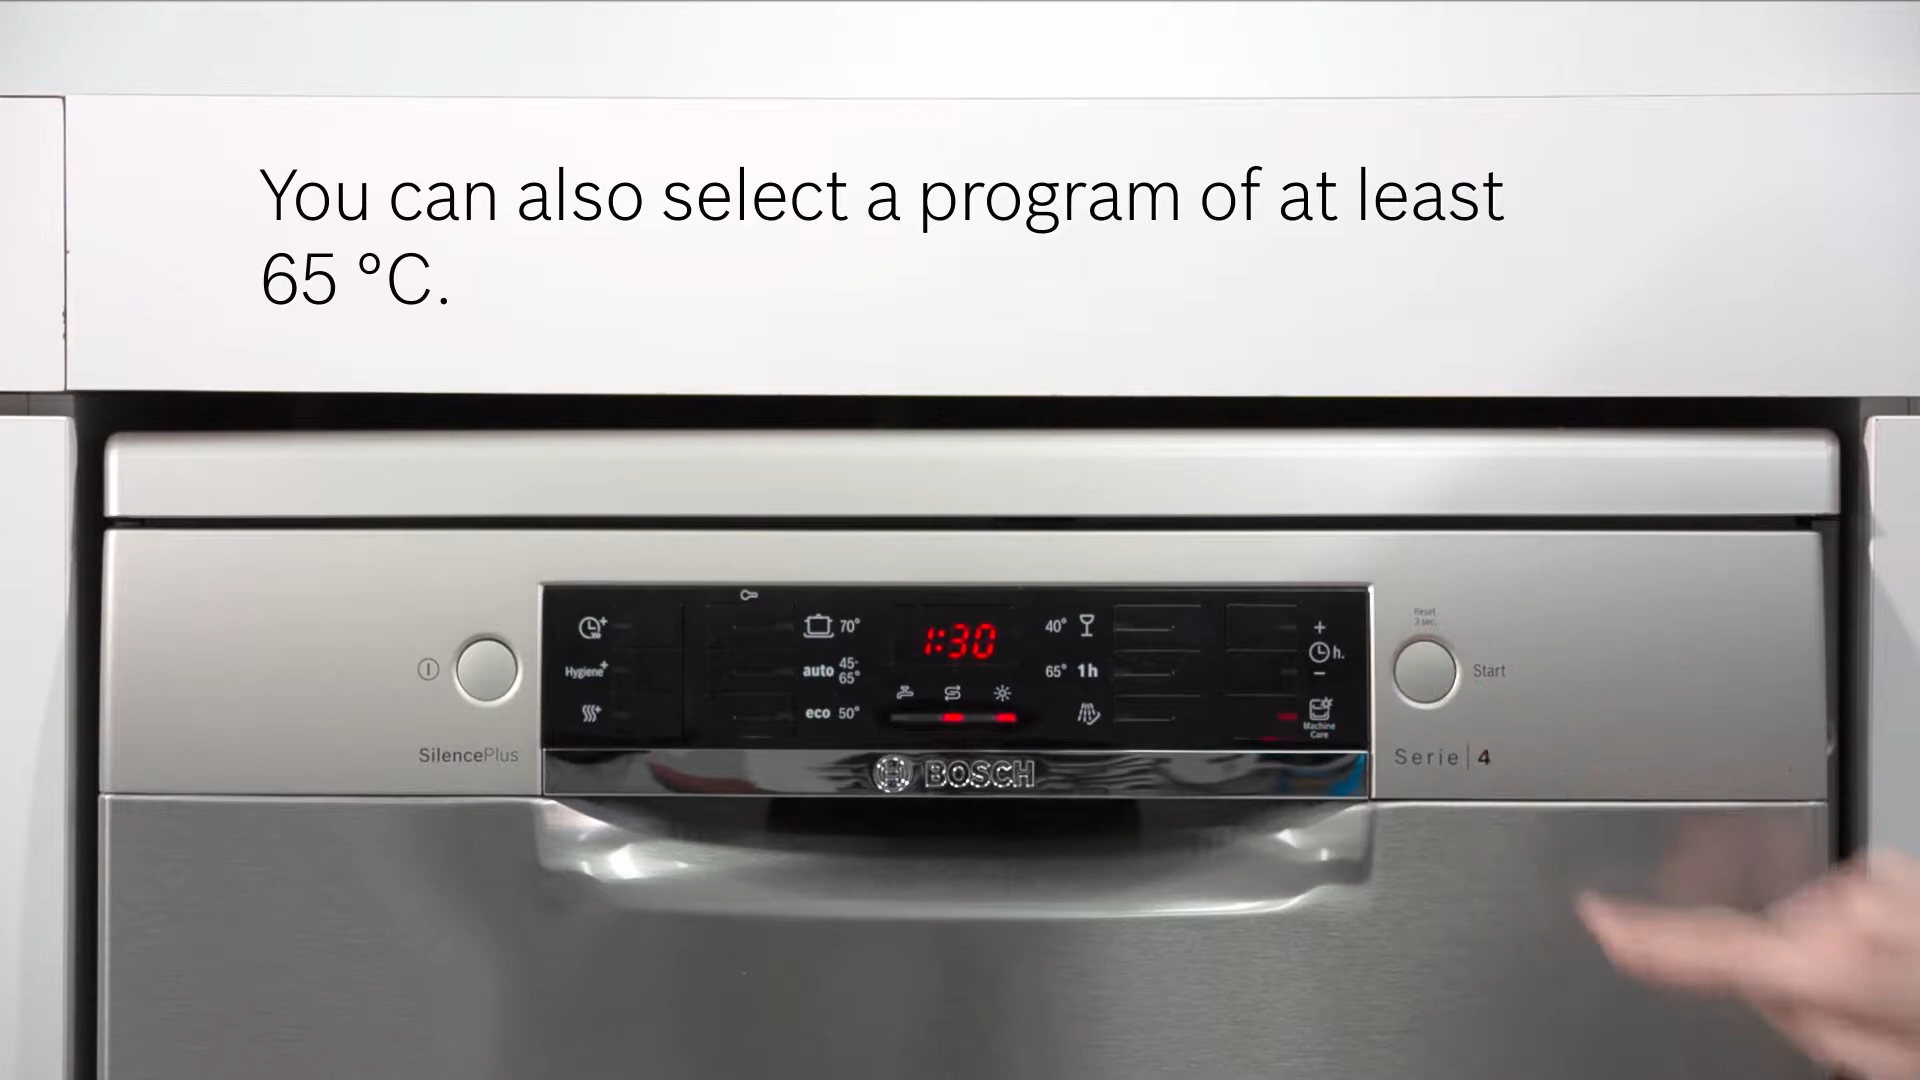 You can also select a program of at least
65 °C.
Reset
3 sec.
70°
1:30
40°
+
h.
Hygiene+
auto 45-
65°
65° 1h
−
Start
eco 50°
Machine
Care
SilencePlus
BOSCH
Serie | 4